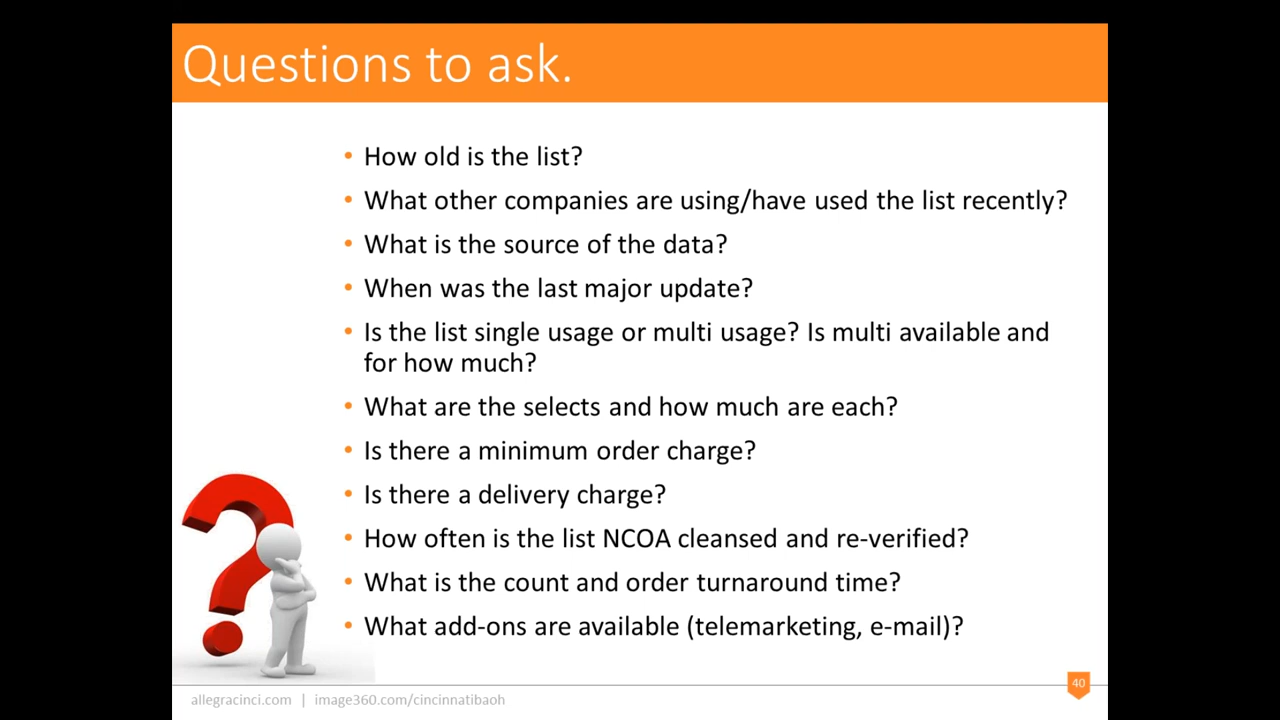 Questions to ask.
• How old is the list?
• What other companies are using/have used the list recently?
• What is the source of the data?
• When was the last major update?
• Is the list single usage or multi usage? Is multi available and
for how much?
• What are the selects and how much are each?
• Is there a minimum order charge?
• Is there a delivery charge?
• How often is the list NCOA cleansed and re-verified?
• What is the count and order turnaround time?
• What add-ons are available (telemarketing, e-mail)?
40
allegracinci.com | image360.com/cincinnatibaoh